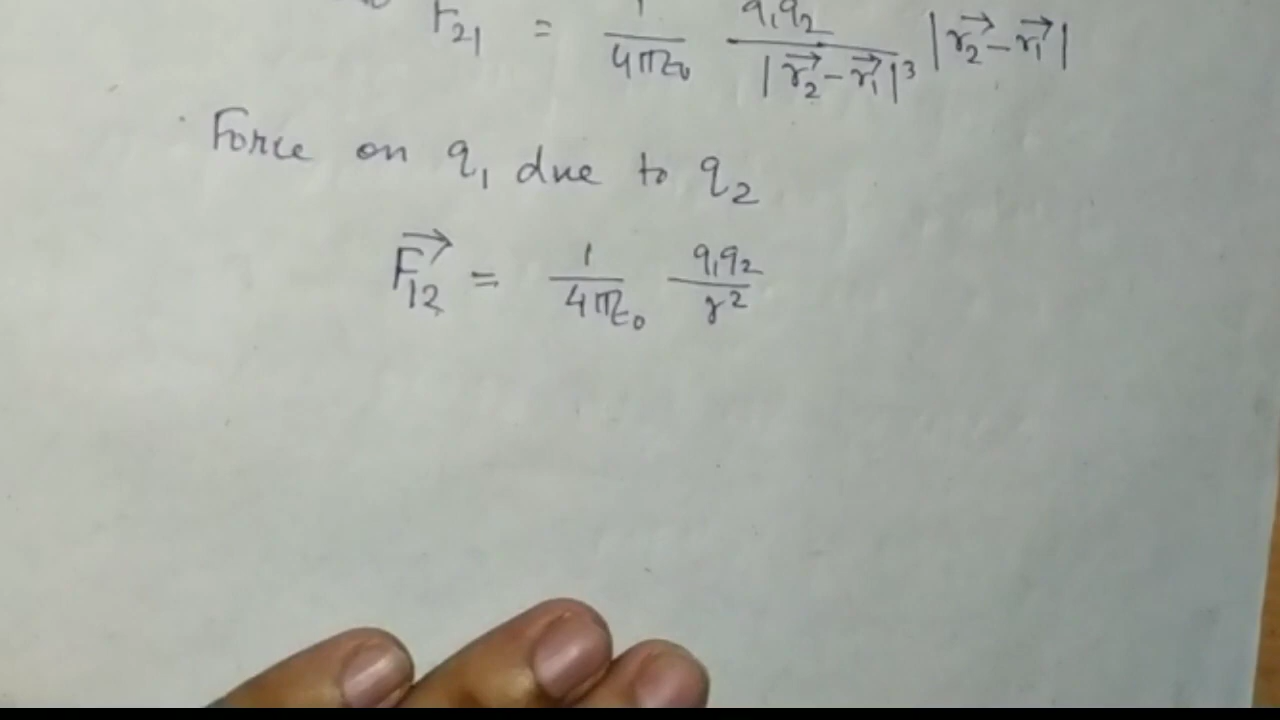 F₂₁ = 1/4πε₀ q₁q₂/|r₂⃗ - r₁⃗|³ |r₂⃗ - r₁⃗|
Force on q₁ due to q₂
F₁₂⃗ = 1/4πε₀ q₁q₂/r²